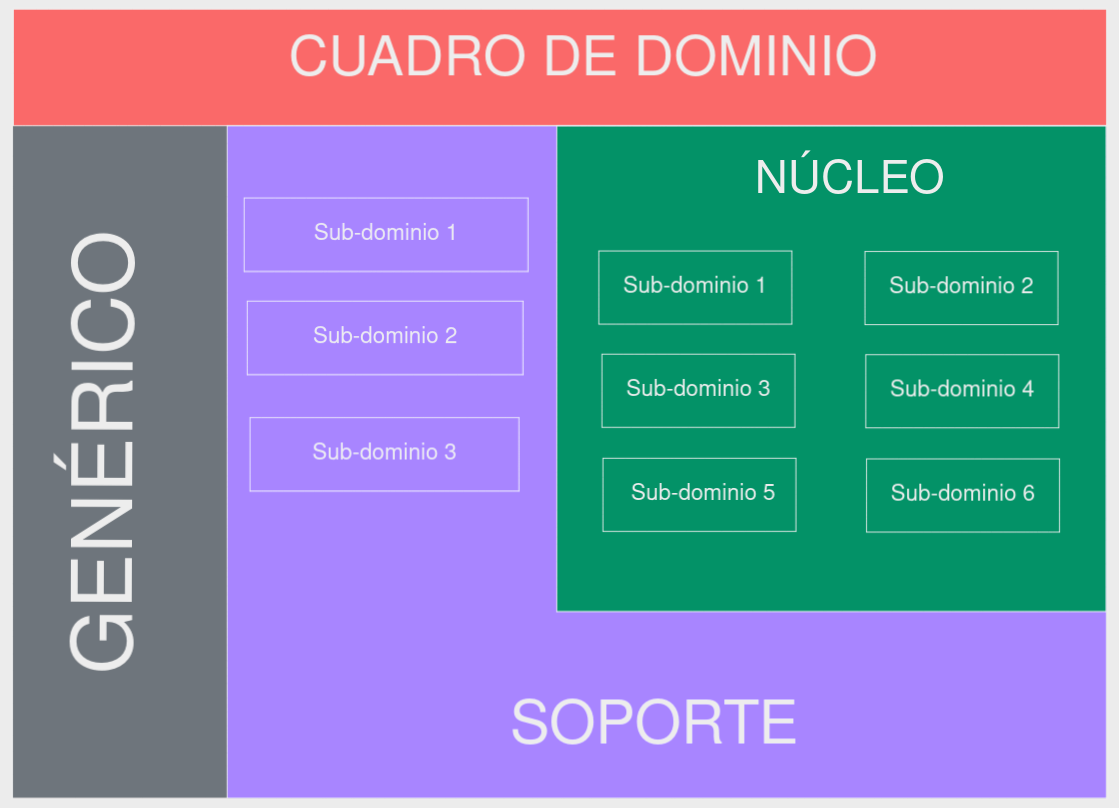 CUADRO DE DOMINIO
GENÉRICO
Sub-dominio 1
Sub-dominio 2
Sub-dominio 3
NÚCLEO
Sub-dominio 1
Sub-dominio 2
Sub-dominio 3
Sub-dominio 4
Sub-dominio 5
Sub-dominio 6
SOPORTE